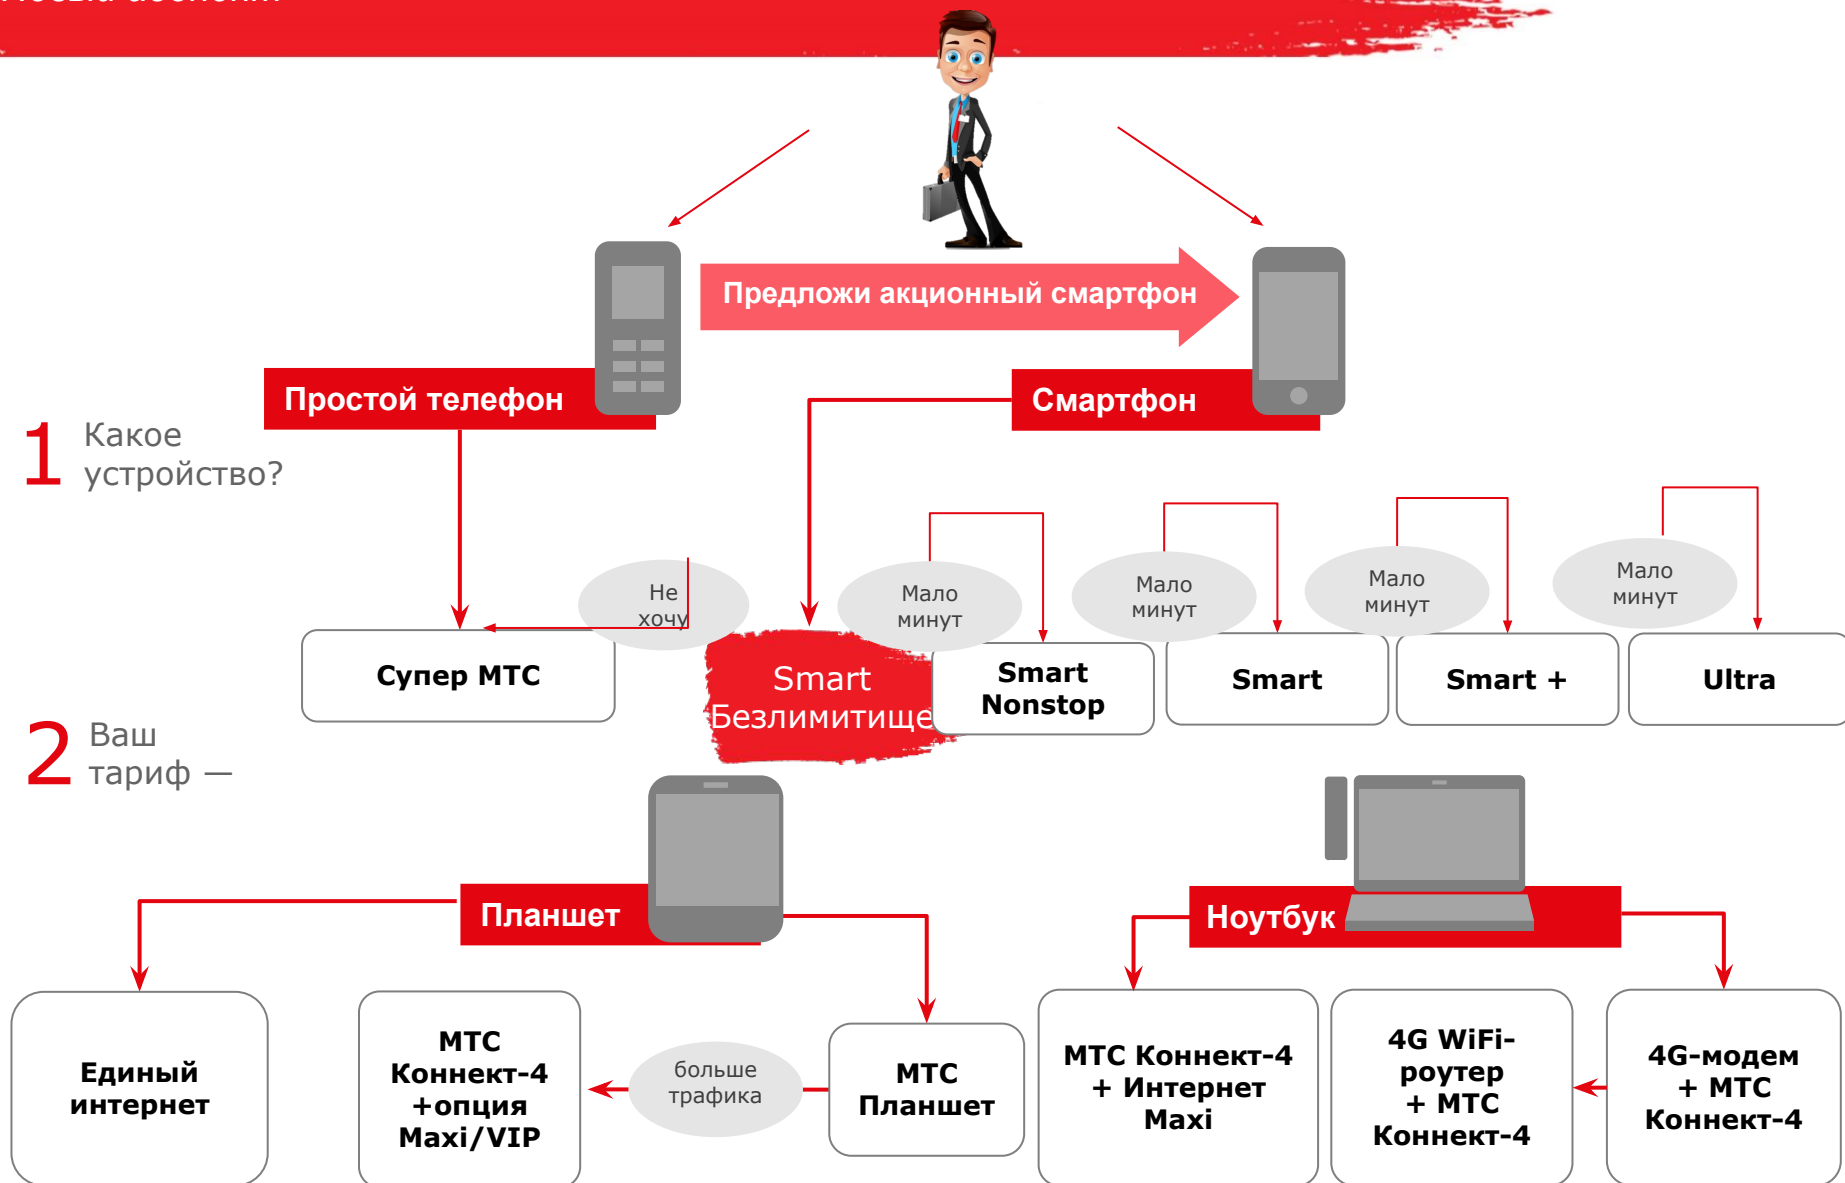 Предложи акционный смартфон
Простой телефон
Смартфон
1
Какое
устройство?
Не
хочу
Мало
минут
Мало
минут
Мало
минут
Мало
минут
Супер МТС
Smart
Безлимитище
Smart
Nonstop
Smart
Smart +
Ultra
2
Ваш
тариф —
Планшет
Ноутбук
Единый
интернет
МТС
Коннект-4
+опция
Maxi/VIP
больше
трафика
МТС
Планшет
МТС Коннект-4
+ Интернет
Maxi
4G WiFi-
роутер
+ МТС
Коннект-4
4G-модем
+ МТС
Коннект-4